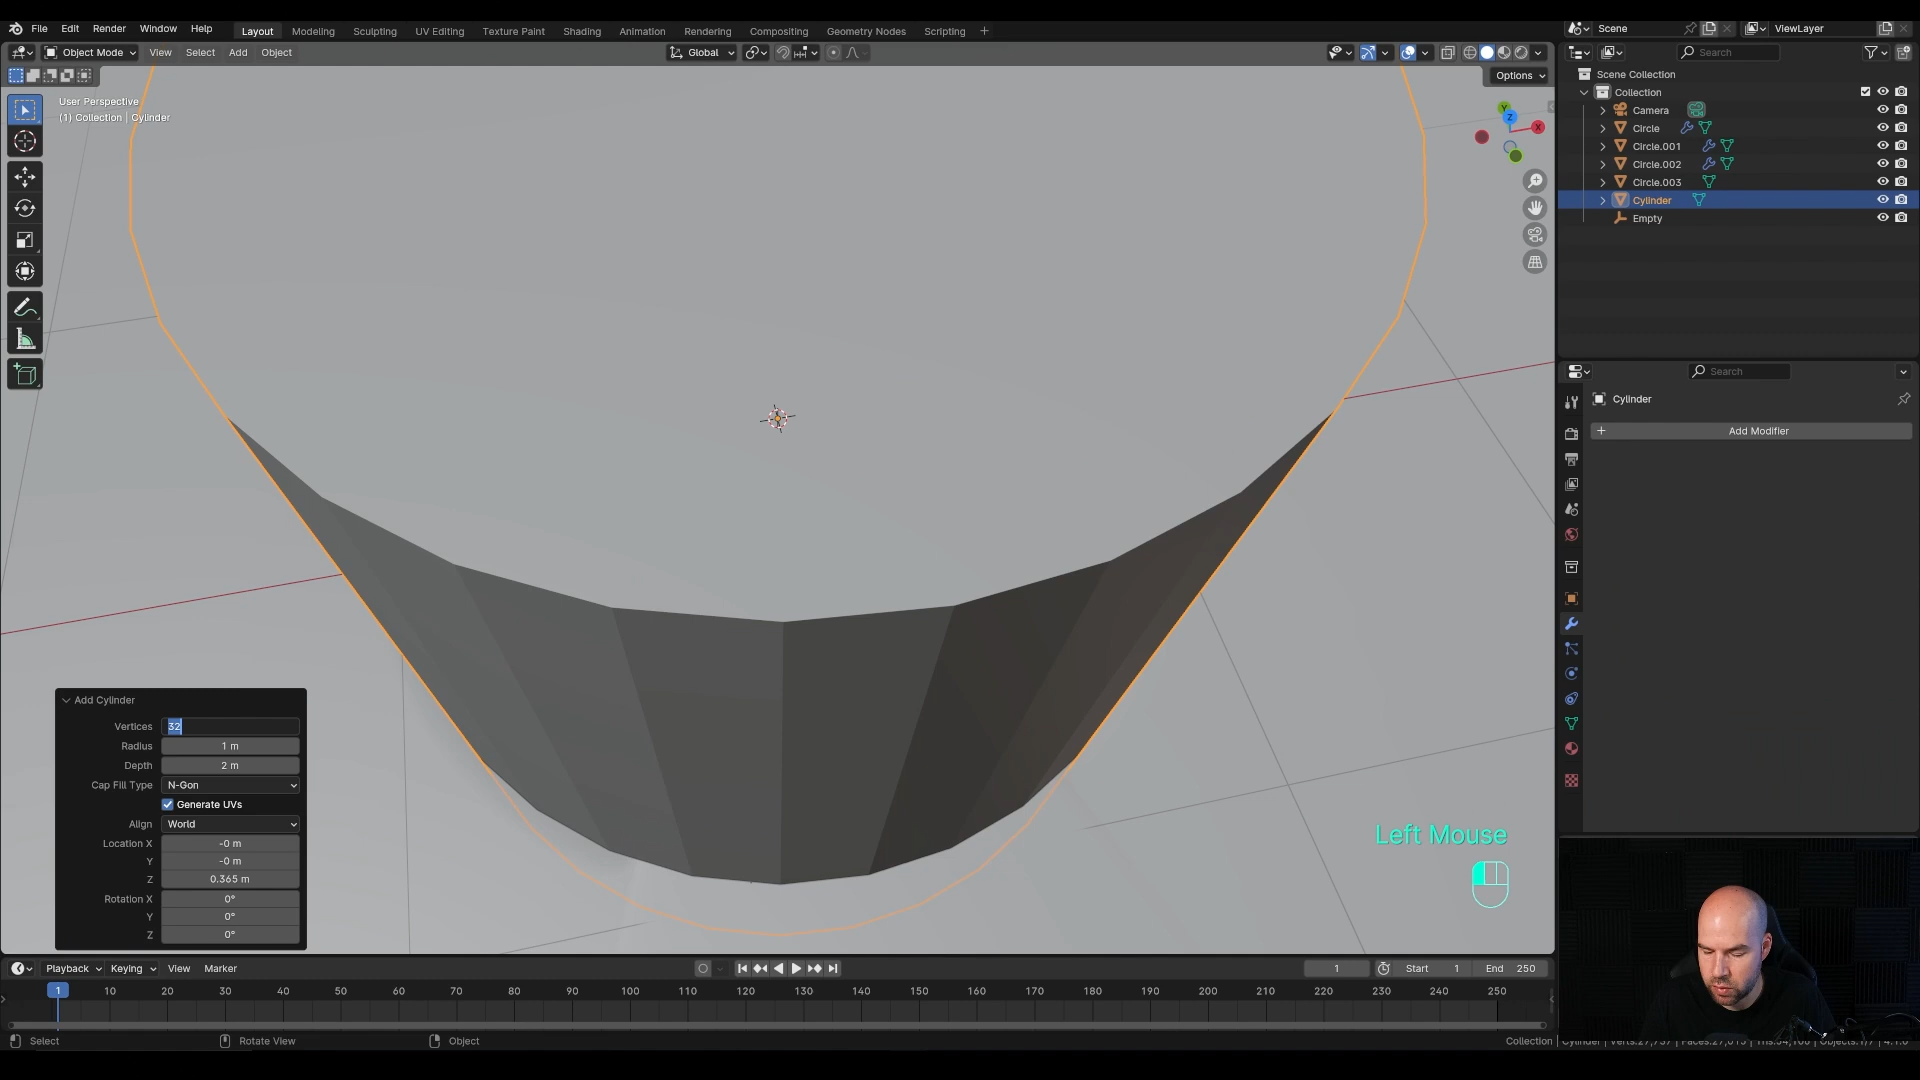 File Edit Render Window Help Layout Modeling Sculpting UV Editing Texture Paint Shading Animation Rendering Compositing Geometry Nodes Scripting + Scene ViewLayer
Object Mode View Select Add Object Global Search
Options
User Perspective
(1) Collection | Cylinder
Y
Z
X
Scene Collection
Collection
Camera
Circle
Circle.001
Circle.002
Circle.003
Cylinder
Empty
Search
Cylinder
+ Add Modifier
Add Cylinder
Vertices 32
Radius 1 m
Depth 2 m
Cap Fill Type N-Gon
Generate UVs
Align World
Location X -0 m
Y -0 m
Z 0.365 m
Rotation X 0°
Y 0°
Z 0°
Left Mouse
Playback Keying View Marker 1 Start 1 End 250
1 10 20 30 40 50 60 70 80 90 100 110 120 130 140 150 160 170 180 190 200 210 220 230 240 250
Select Rotate View Object Collection